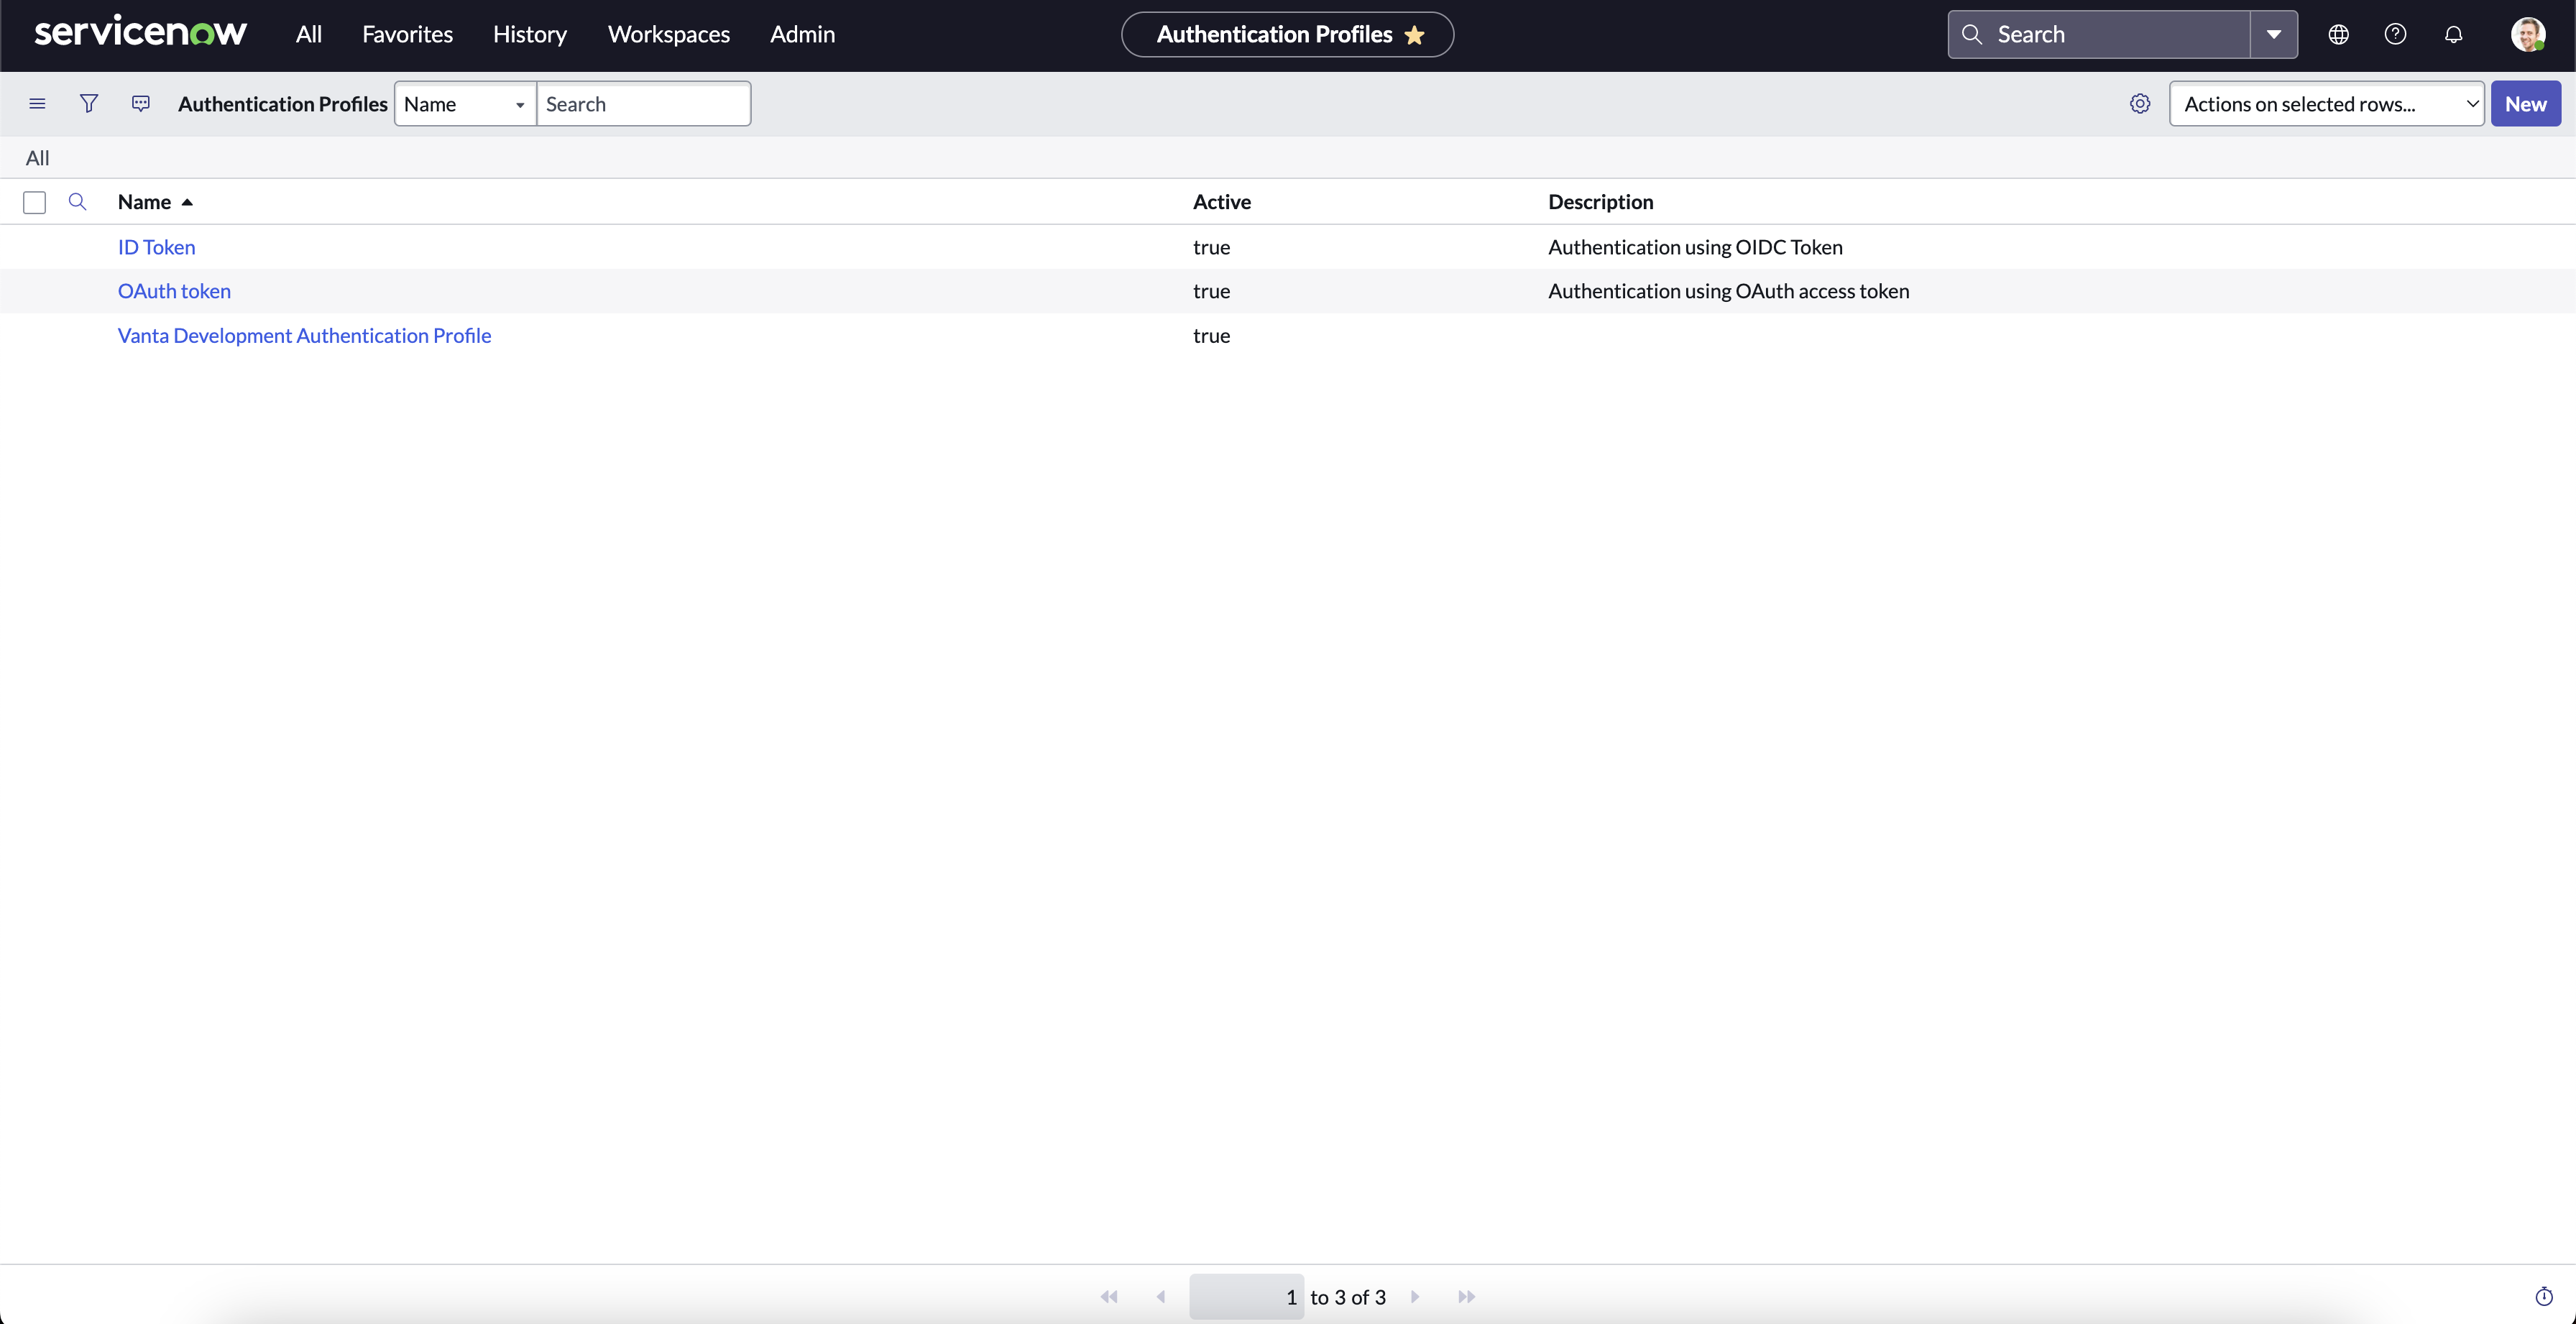 servicenow All Favorites History Workspaces Admin Authentication Profiles Search
Authentication Profiles Name Search Actions on selected rows... New
All
Name Active Description
ID Token true Authentication using OIDC Token
OAuth token true Authentication using OAuth access token
Vanta Development Authentication Profile true
1 to 3 of 3